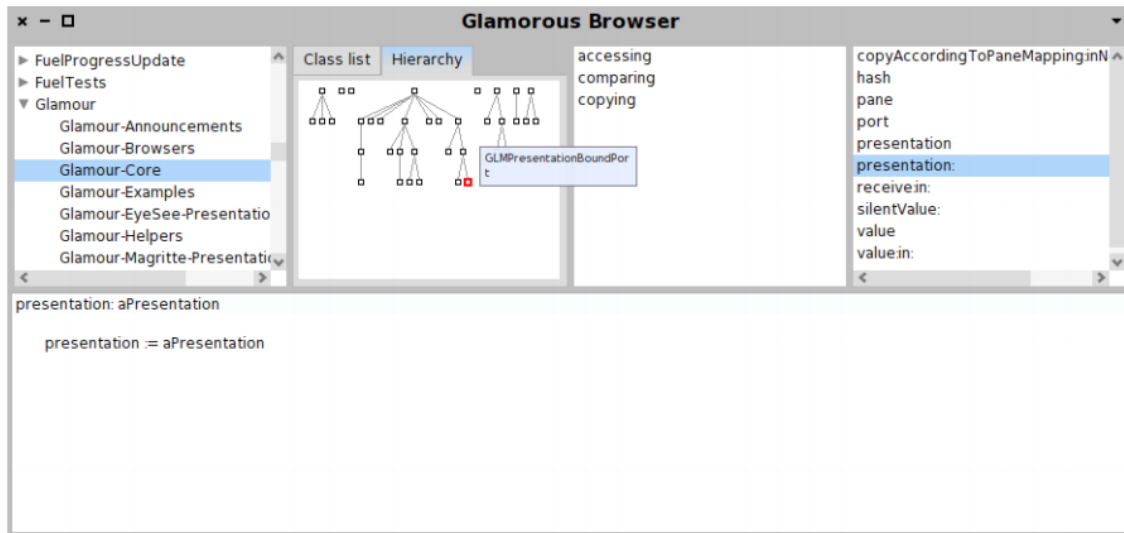 Glamorous Browser
FuelProgressUpdate
FuelTests
Glamour
Glamour-Announcements
Glamour-Browsers
Glamour-Core
Glamour-Examples
Glamour-EyeSee-Presentatio
Glamour-Helpers
Glamour-Magritte-Presentatic
Class list
Hierarchy
GLMPresentationBoundPor
t
accessing
comparing
copying
copyAccordingToPaneMapping:inN
hash
pane
port
presentation
presentation:
receive:in:
silentValue:
value
value:in:
presentation: aPresentation
presentation := aPresentation